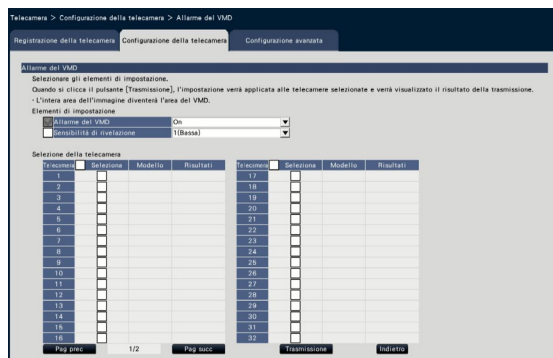 Telecamera > Configurazione della telecamera > Allarme del VMD
Registrazione della telecamera Configurazione della telecamera Configurazione avanzata
Allarme del VMD
Selezionare gli elementi di impostazione.
Quando si clicca il pulsante [Trasmissione], l'impostazione verrà applicata alle telecamere selezionate e verrà visualizzato il risultato della trasmissione.
- L'intera area dell'immagine diventerà l'area del VMD.
Elementi di impostazione
Allarme del VMD On
Sensibilità di rivelazione 1(Bassa)
Selezione della telecamera
Telecamera Seleziona Modello Risultati Telecamera Seleziona Modello Risultati
1 17
2 18
3 19
4 20
5 21
6 22
7 23
8 24
9 25
10 26
11 27
12 28
13 29
14 30
15 31
16 32
Pag prec 1/2 Pag succ Trasmissione Indietro